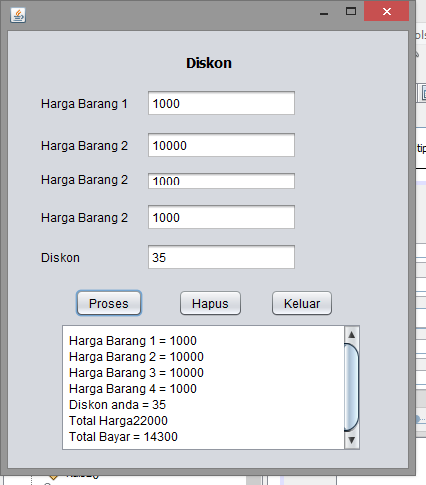 Diskon
Harga Barang 1 1000
Harga Barang 2 10000
Harga Barang 2 1000
Harga Barang 2 1000
Diskon 35
Proses Hapus Keluar
Harga Barang 1 = 1000
Harga Barang 2 = 10000
Harga Barang 3 = 10000
Harga Barang 4 = 1000
Diskon anda = 35
Total Harga22000
Total Bayar = 14300